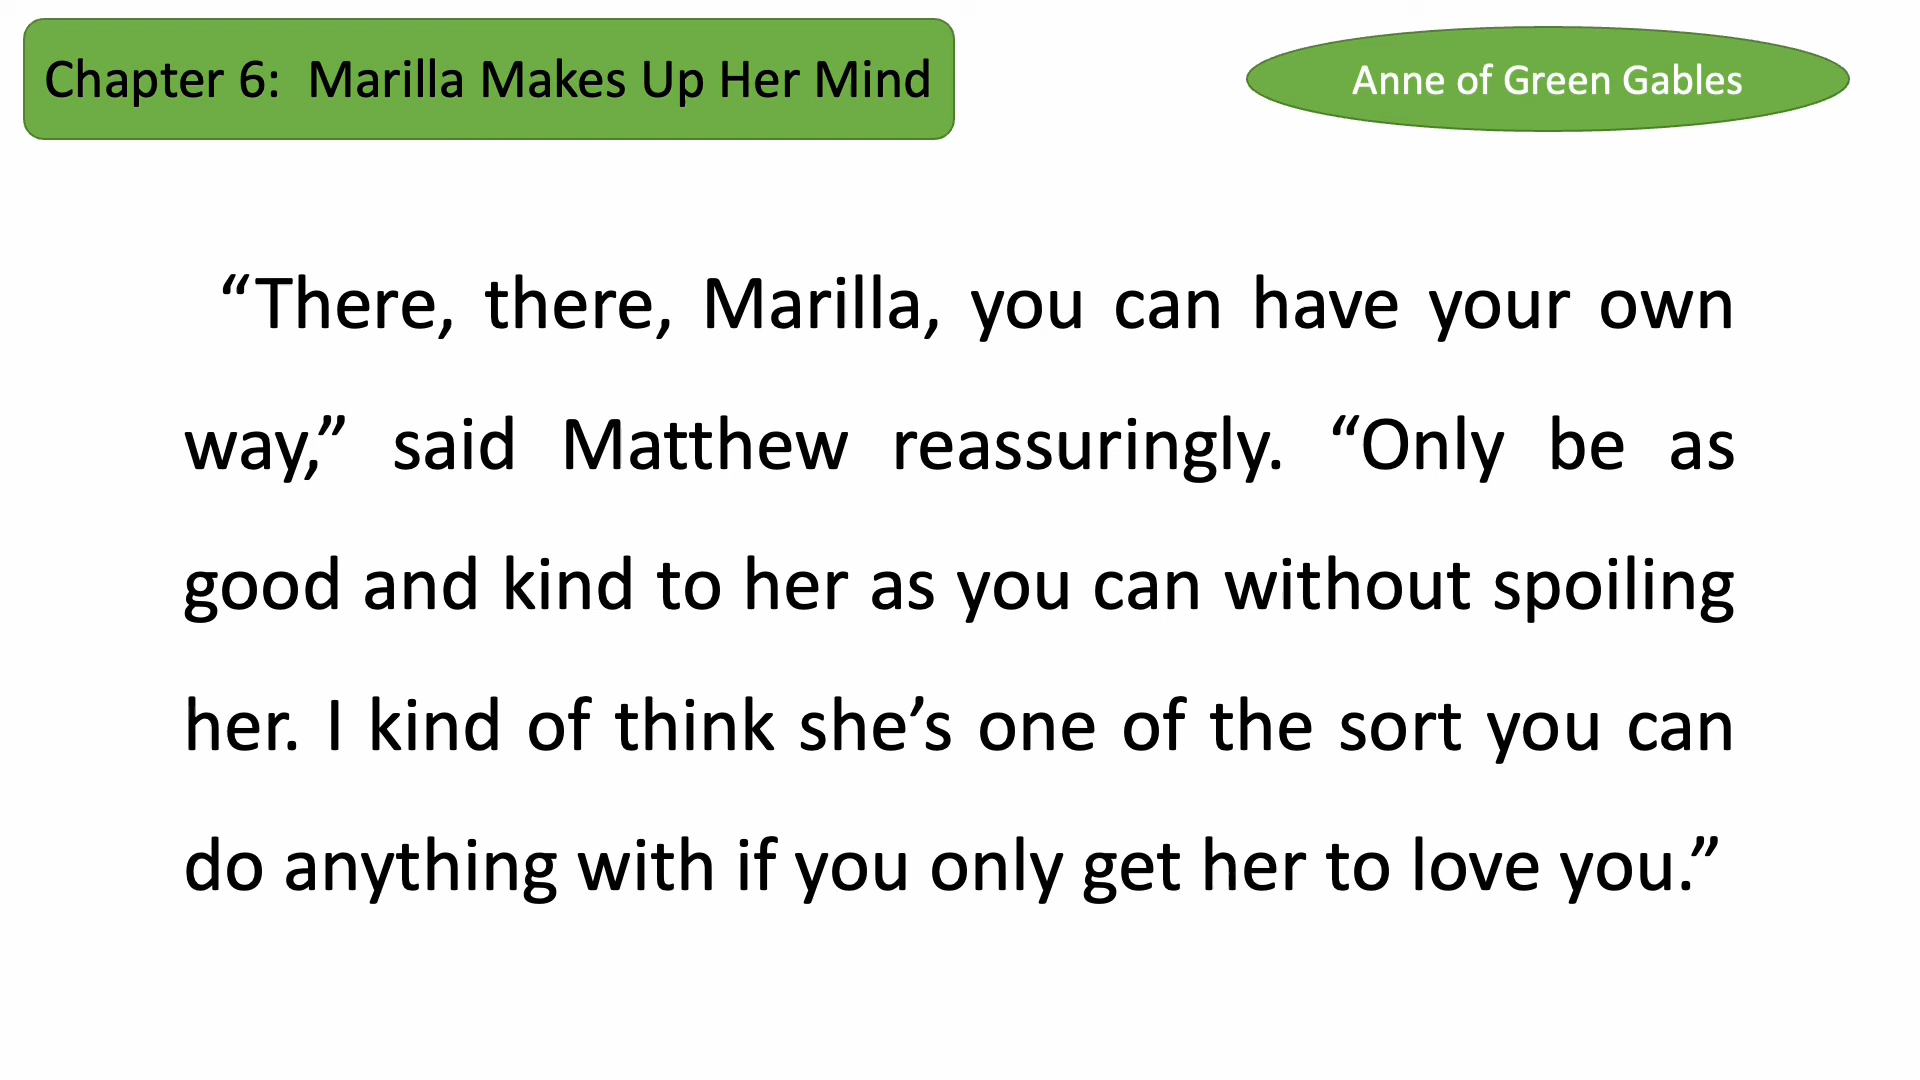 Chapter 6:  Marilla Makes Up Her Mind
Anne of Green Gables
“There, there, Marilla, you can have your own
way,” said Matthew reassuringly. “Only be as
good and kind to her as you can without spoiling
her. I kind of think she’s one of the sort you can
do anything with if you only get her to love you.”